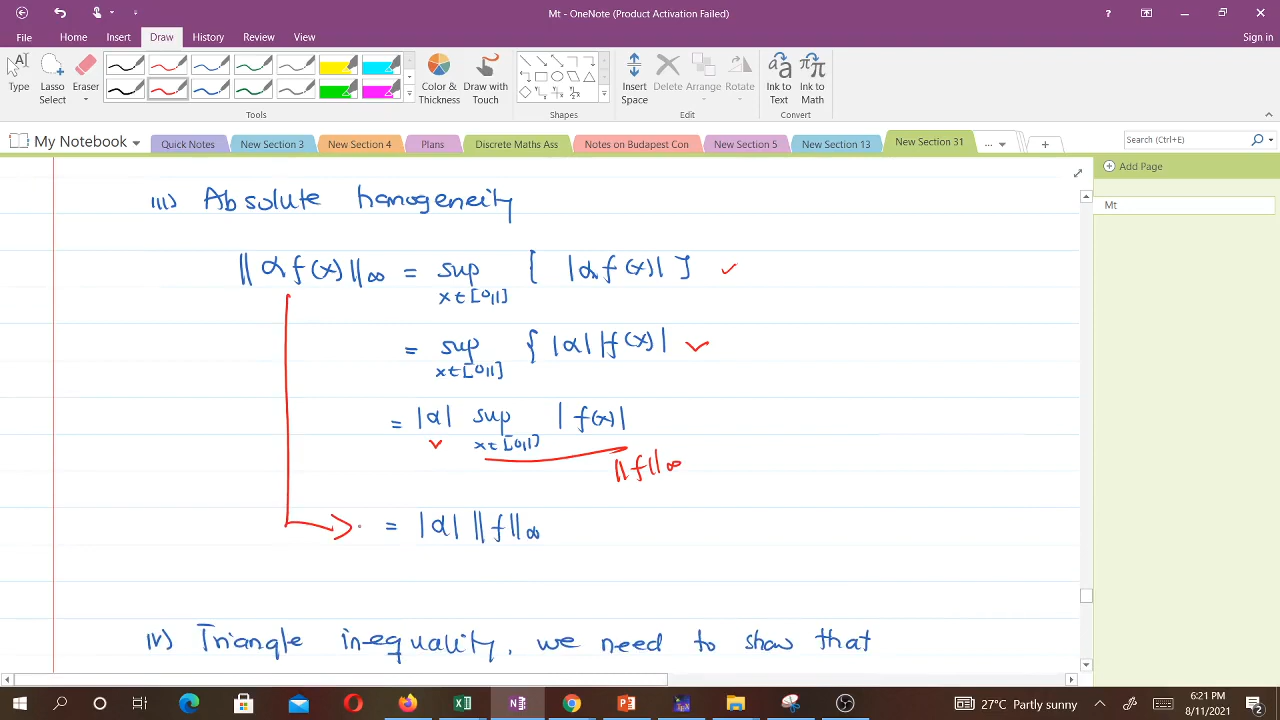 Mt - OneNote (Product Activation Failed)
File Home Insert Draw History Review View Sign in
Type Lasso Select Eraser Color & Thickness Draw with Touch Insert Space Delete Arrange Rotate Ink to Text Ink to Math
Tools Shapes Edit Convert
My Notebook Quick Notes New Section 3 New Section 4 Plans Discrete Maths Ass Notes on Budapest Con New Section 5 New Section 13 New Section 31 ... + Search (Ctrl+E)
Add Page
Mt
iii) Absolute homogeneity
‖αf(x)‖∞ = sup x∈[0,1] { |αf(x)| } ✓
= sup x∈[0,1] { |α| |f(x)| ✓
= |α| sup x∈[0,1] |f(x)|
‖f‖∞
= |α| ‖f‖∞
iv) Triangle inequality, we need to show that
27°C Partly sunny 6:21 PM
8/11/2021